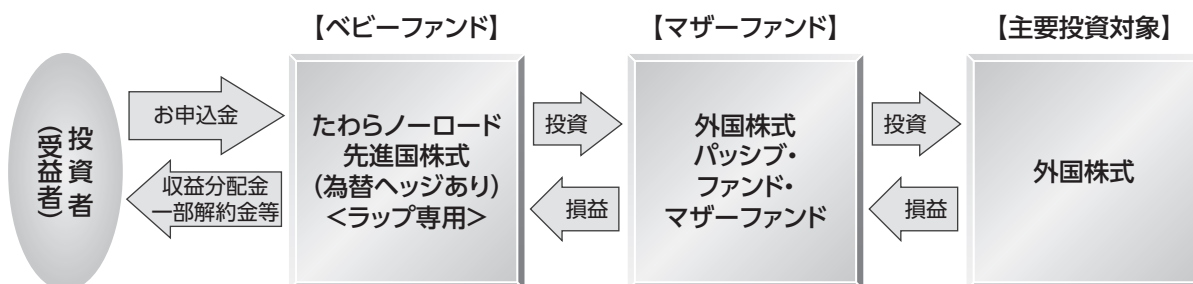 【ベビーファンド】
【マザーファンド】
【主要投資対象】
投資者
(受益者)
お申込金
収益分配金
一部解約金等
たわらノーロード
先進国株式
(為替ヘッジあり)
<ラップ専用>
投資
損益
外国株式
パッシブ・
ファンド・
マザーファンド
投資
損益
外国株式